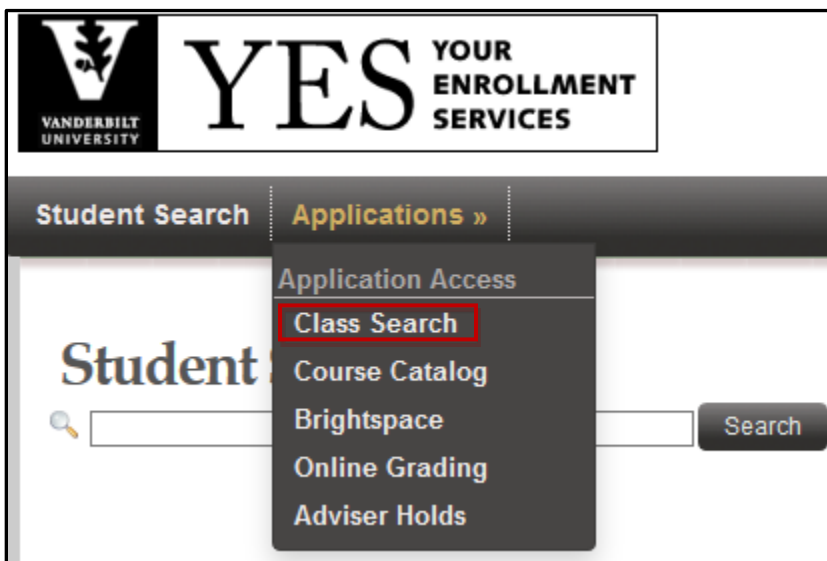 VANDERBILT
UNIVERSITY
YES
YOUR
ENROLLMENT
SERVICES
Student Search
Applications »
Application Access
Class Search
Course Catalog
Brightspace
Online Grading
Adviser Holds
Student
Search